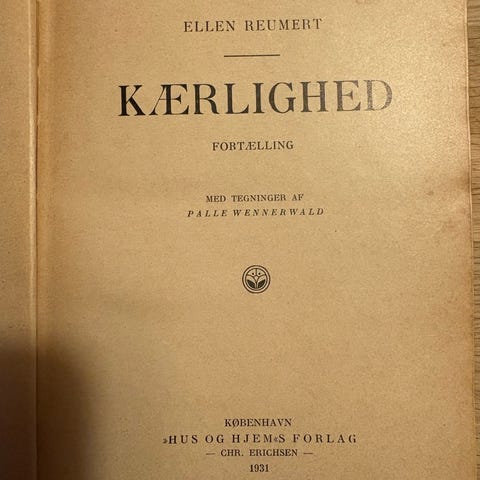 ELLEN REUMERT
KÆRLIGHED
FORTÆLLING
MED TEGNINGER AF
PALLE WENNERWALD
KØBENHAVN
»HUS OG HJEM«S FORLAG
— CHR. ERICHSEN —
1931